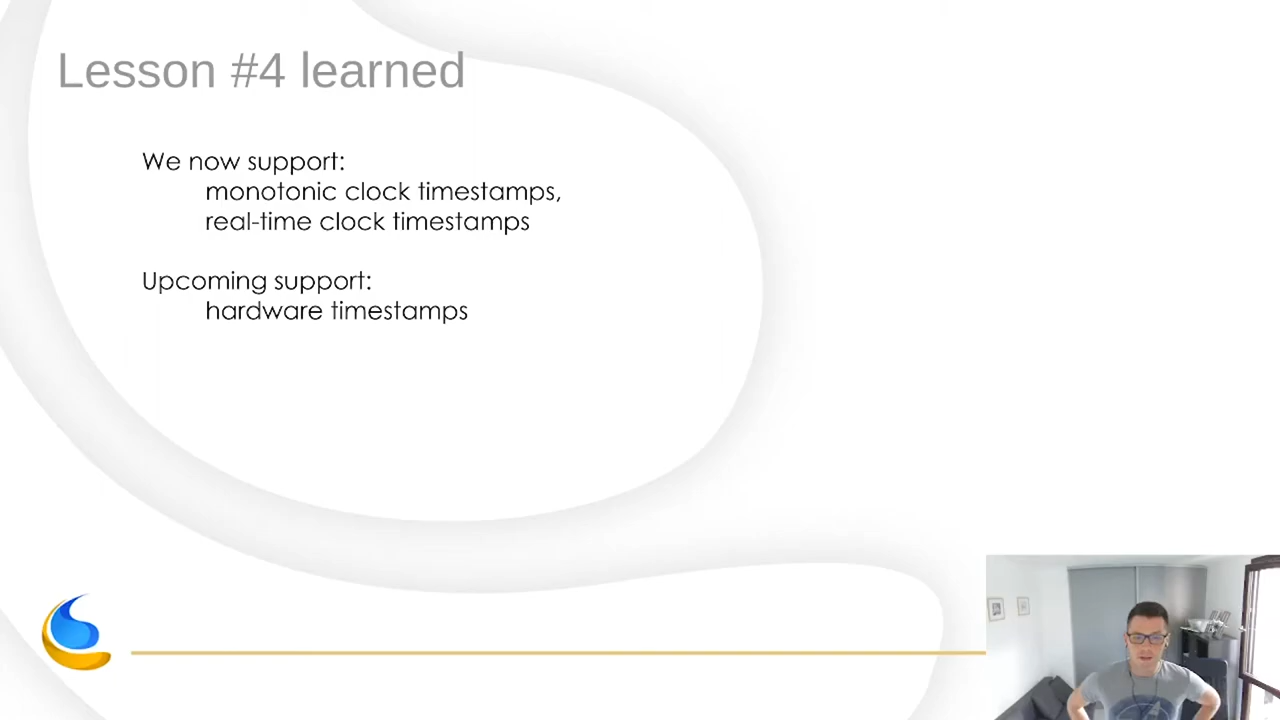 Lesson #4 learned
We now support:
monotonic clock timestamps,
real-time clock timestamps
Upcoming support:
hardware timestamps